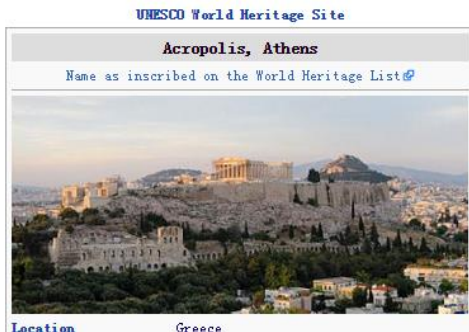 UNESCO World Heritage Site
Acropolis, Athens
Name as inscribed on the World Heritage List
Location Greece